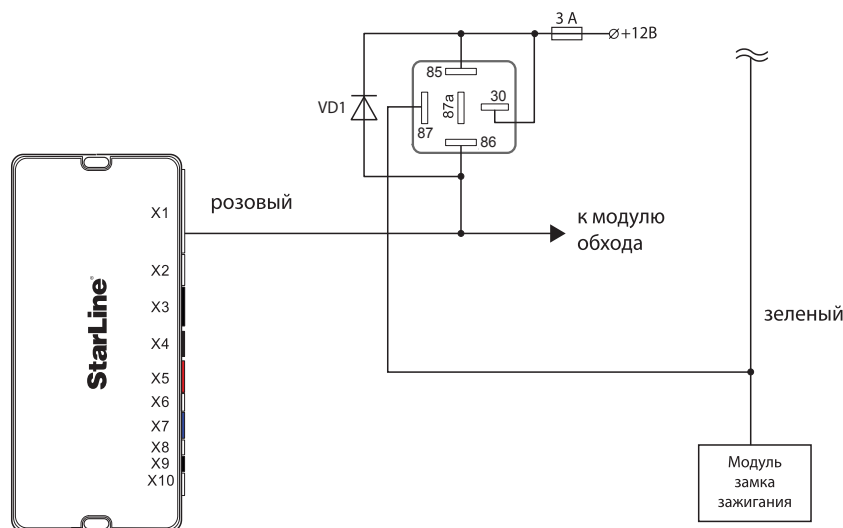 3 А
+12В
85
30
VD1
87а
87
86
розовый
к модулю
обхода
X1
X2
X3
X4
X5
X6
X7
X8
X9
X10
StarLine®
зеленый
Модуль
замка
зажигания